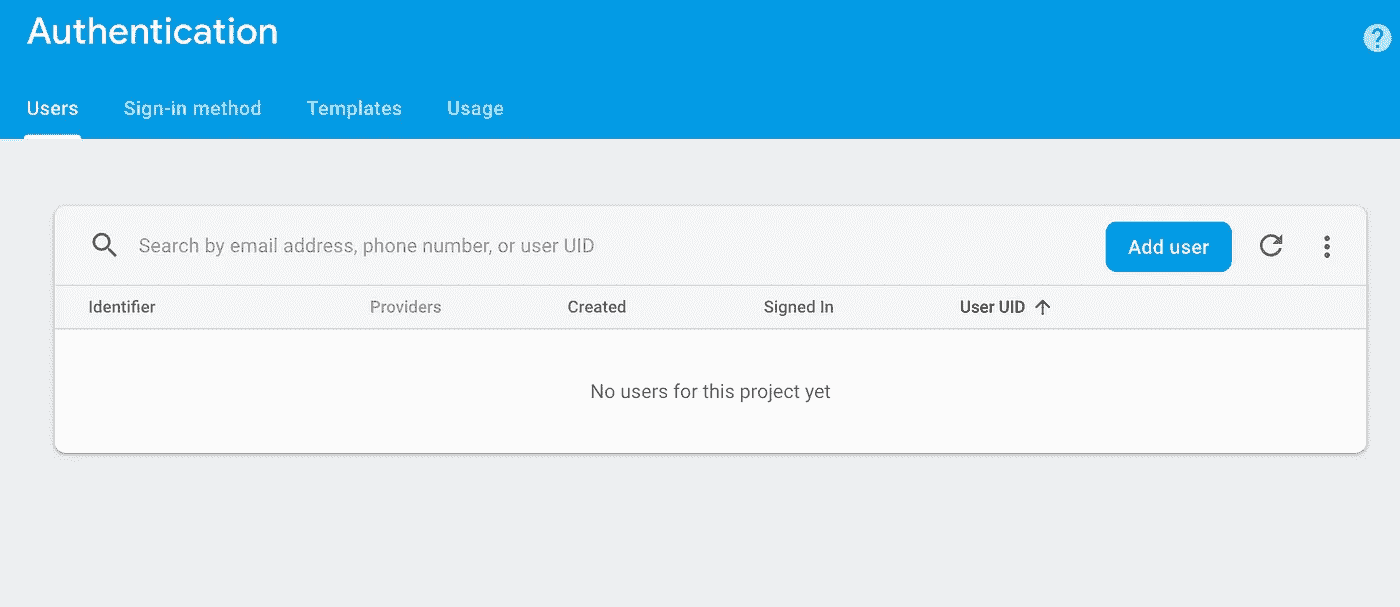 Authentication
?
Users Sign-in method Templates Usage
Search by email address, phone number, or user UID Add user
Identifier Providers Created Signed In User UID
No users for this project yet